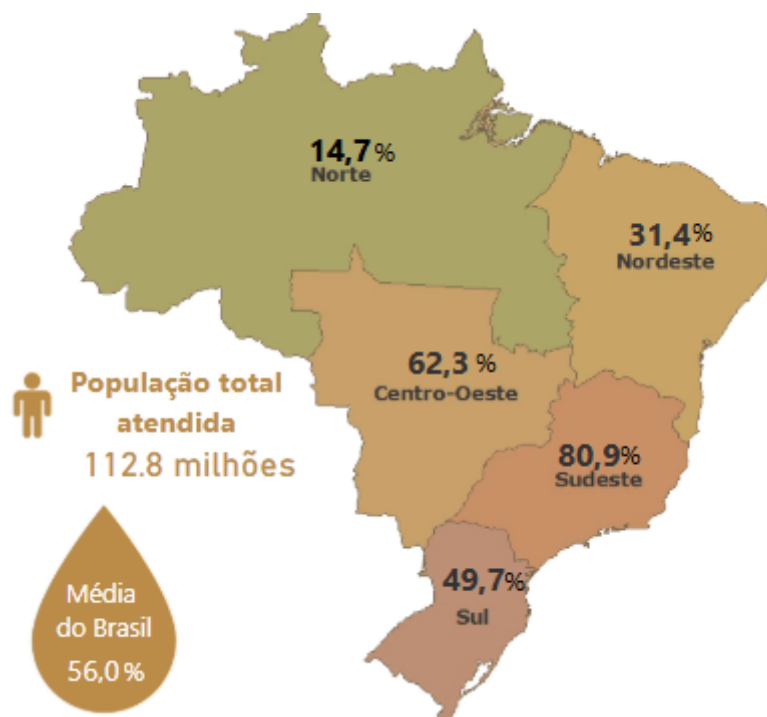 14,7%
Norte
31,4%
Nordeste
62,3 %
Centro-Oeste
População total
atendida
112.8 milhões
80,9%
Sudeste
49,7%
Sul
Média
do Brasil
56,0 %